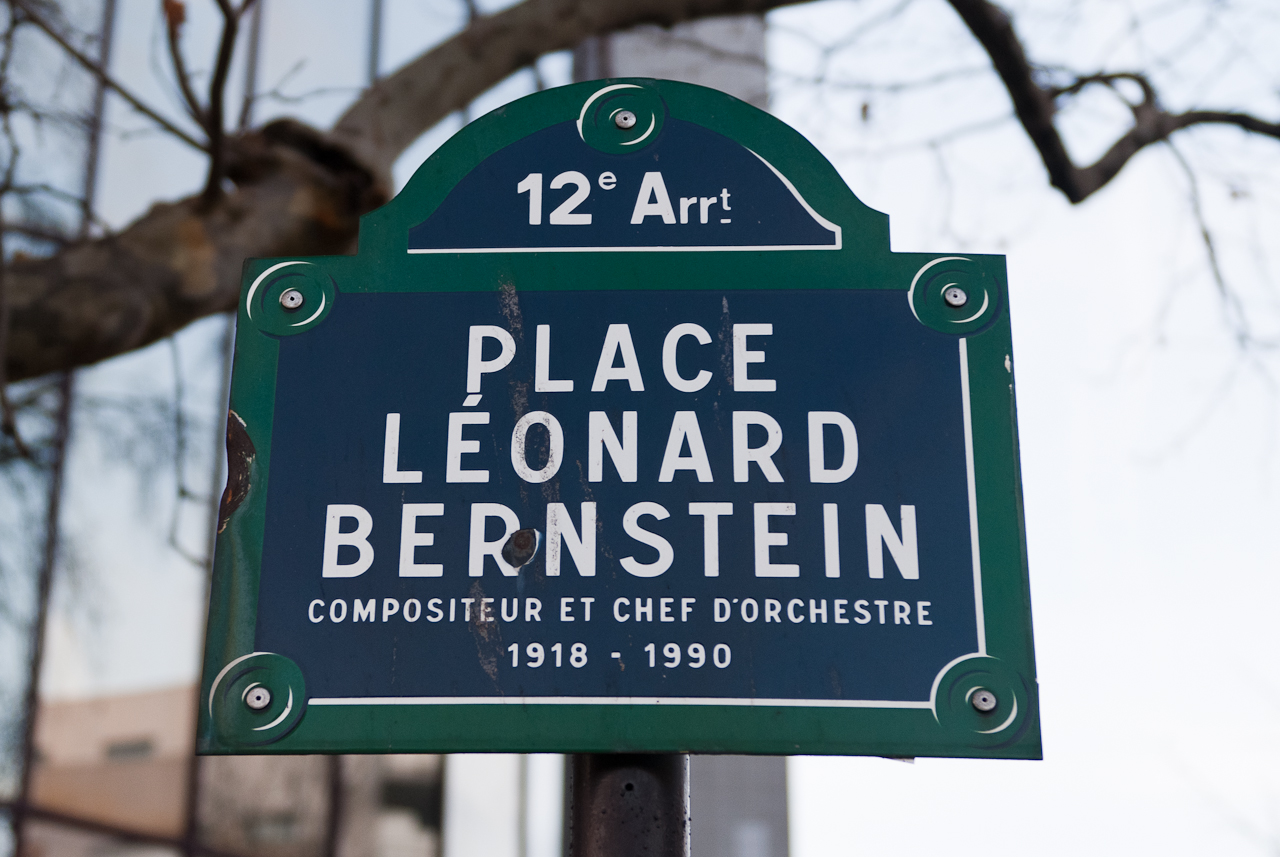 12e Arrt
PLACE
LÉONARD
BERNSTEIN
COMPOSITEUR ET CHEF D'ORCHESTRE
1918 - 1990